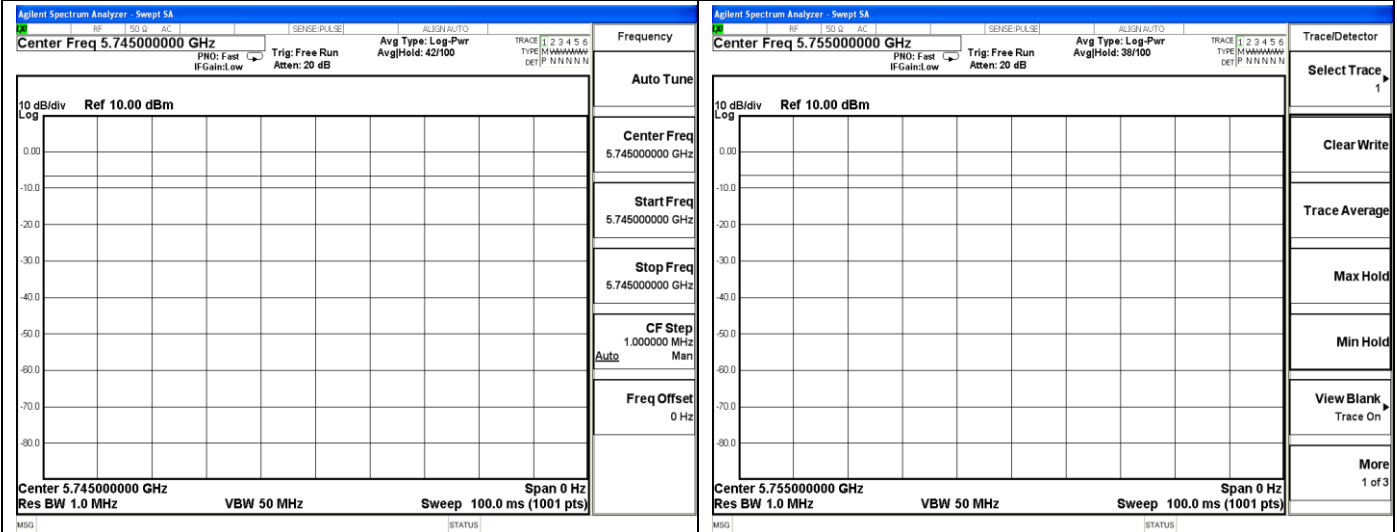 Agilent Spectrum Analyzer - Swept SA
LXI RF 50 Ω AC SENSE:PULSE ALIGN AUTO
Center Freq 5.745000000 GHz
PNO: Fast
IFGain:Low
Trig: Free Run
Atten: 20 dB
Avg Type: Log-Pwr
Avg|Hold: 42/100
TRACE 1 2 3 4 5 6
TYPE M W W W W W
DET P N N N N N
10 dB/div Ref 10.00 dBm
Log
0.00
-10.0
-20.0
-30.0
-40.0
-50.0
-60.0
-70.0
-80.0
Center 5.745000000 GHz Span 0 Hz
Res BW 1.0 MHz VBW 50 MHz Sweep 100.0 ms (1001 pts)
MSG STATUS
Frequency
Auto Tune
Center Freq
5.745000000 GHz
Start Freq
5.745000000 GHz
Stop Freq
5.745000000 GHz
CF Step
1.000000 MHz
Auto Man
Freq Offset
0 Hz
Agilent Spectrum Analyzer - Swept SA
LXI RF 50 Ω AC SENSE:PULSE ALIGN AUTO
Center Freq 5.755000000 GHz
PNO: Fast
IFGain:Low
Trig: Free Run
Atten: 20 dB
Avg Type: Log-Pwr
Avg|Hold: 38/100
TRACE 1 2 3 4 5 6
TYPE M W W W W W
DET P N N N N N
10 dB/div Ref 10.00 dBm
Log
0.00
-10.0
-20.0
-30.0
-40.0
-50.0
-60.0
-70.0
-80.0
Center 5.755000000 GHz Span 0 Hz
Res BW 1.0 MHz VBW 50 MHz Sweep 100.0 ms (1001 pts)
MSG STATUS
Trace/Detector
Select Trace
1
Clear Write
Trace Average
Max Hold
Min Hold
View Blank
Trace On
More
1 of 3